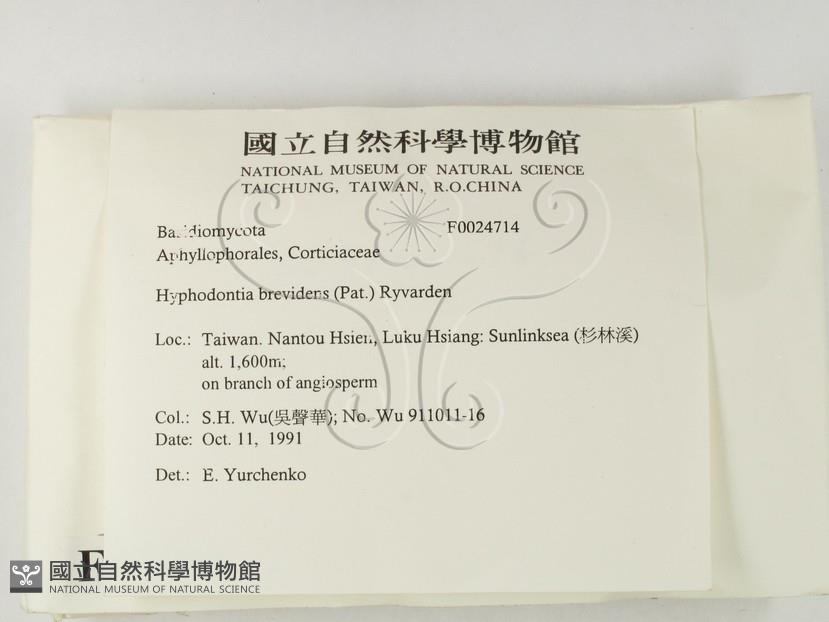 國立自然科學博物館
NATIONAL MUSEUM OF NATURAL SCIENCE
TAICHUNG, TAIWAN, R.O.CHINA
Basidiomycota F0024714
Aphyllophorales, Corticiaceae
Hyphodontia brevidens (Pat.) Ryvarden
Loc.: Taiwan. Nantou Hsien, Luku Hsiang: Sunlinksea (杉林溪)
alt. 1,600m;
on branch of angiosperm
Col.: S.H. Wu(吳聲華); No. Wu 911011-16
Date: Oct. 11, 1991
Det.: E. Yurchenko
F
國立自然科學博物館
NATIONAL MUSEUM OF NATURAL SCIENCE